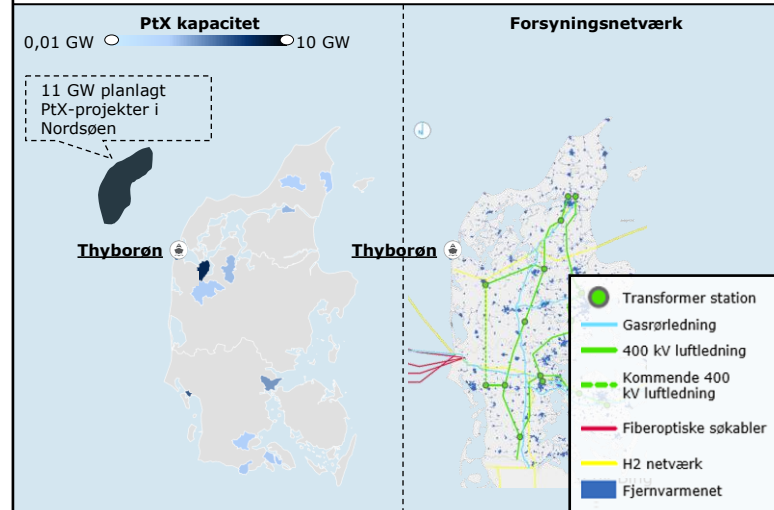 PtX kapacitet
0,01 GW
10 GW
11 GW planlagt
PtX-projekter i
Nordsøen
Thyborøn
Forsyningsnetværk
Thyborøn
Transformer station
Gasrørledning
400 kV luftledning
Kommende 400
kV luftledning
Fiberoptiske søkabler
H2 netværk
Fjernvarmenet